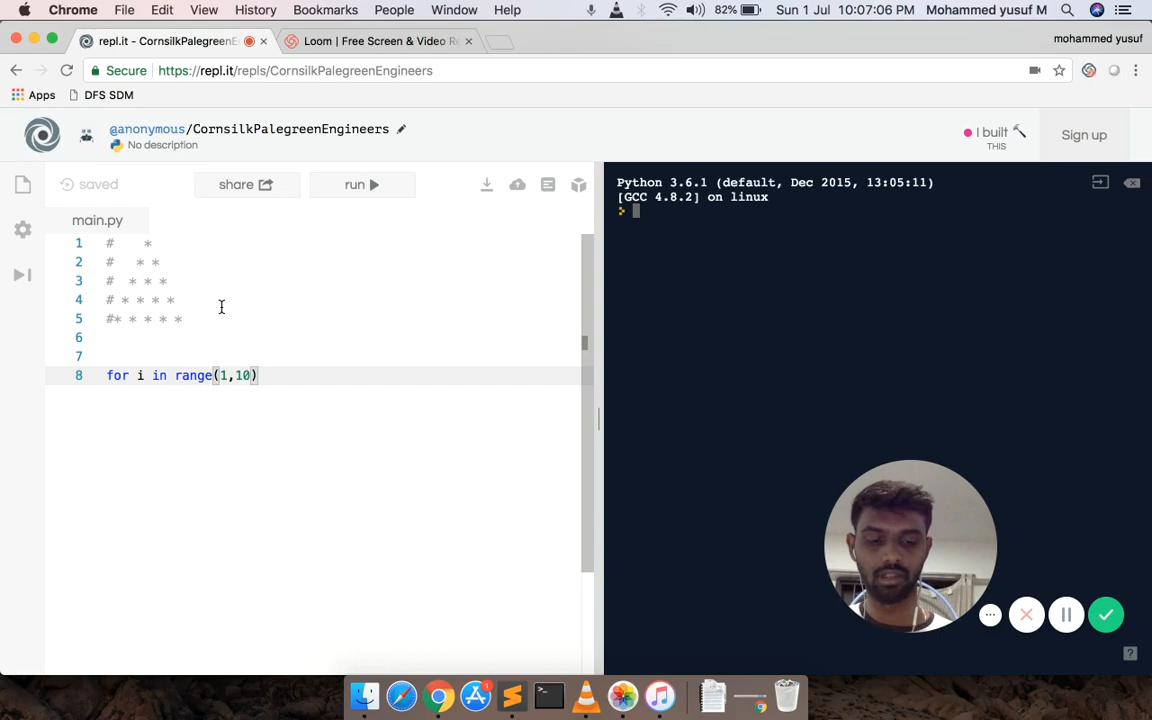 Chrome File Edit View History Bookmarks People Window Help 82% Sun 1 Jul 10:07:06 Mohammed yusuf M
repl.it - CornsilkPalegreenE Loom | Free Screen & Video Re mohammed yusuf
Secure https://repl.it/repls/CornsilkPalegreenEngineers
Apps DFS SDM
@anonymous/CornsilkPalegreenEngineers
No description
I built
THIS
Sign up
saved share run
main.py
1 # *
2 # * *
3 # * * *
4 # * * * *
5 #* * * * *
6
7
8 for i in range(1,10)
Python 3.6.1 (default, Dec 2015, 13:05:11)
[GCC 4.8.2] on linux
>
?
1
>_